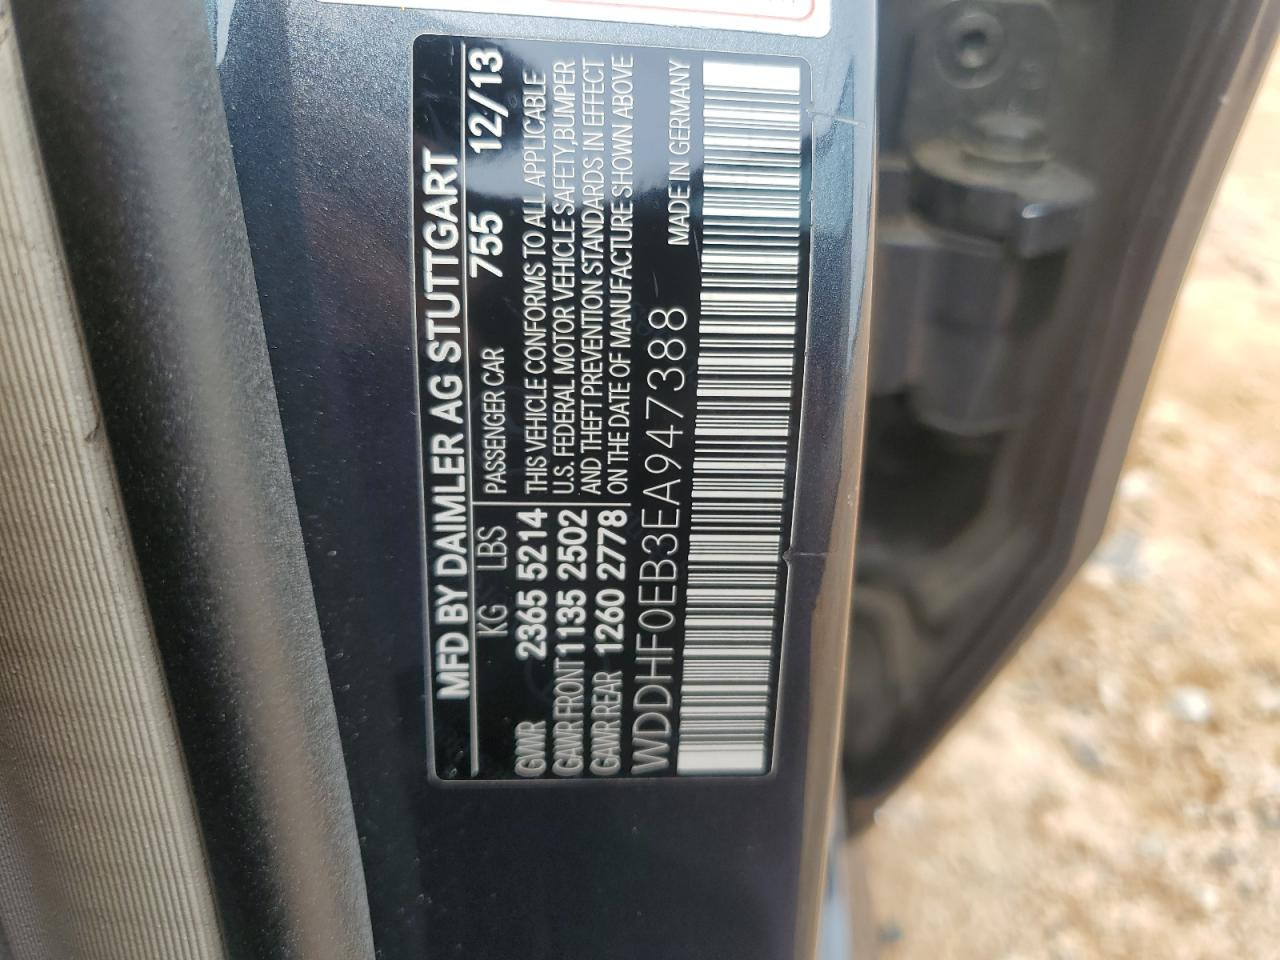 MFD BY DAIMLER AG STUTTGART
KG LBS PASSENGER CAR 755 12/13
GWR 2365 5214 THIS VEHICLE CONFORMS TO ALL APPLICABLE
GAWR FRONT 1135 2502 U.S. FEDERAL MOTOR VEHICLE SAFETY,BUMPER
AND THEFT PREVENTION STANDARDS IN EFFECT
GAWR REAR 1260 2778 ON THE DATE OF MANUFACTURE SHOWN ABOVE
WDDHF0EB3EA947388 MADE IN GERMANY